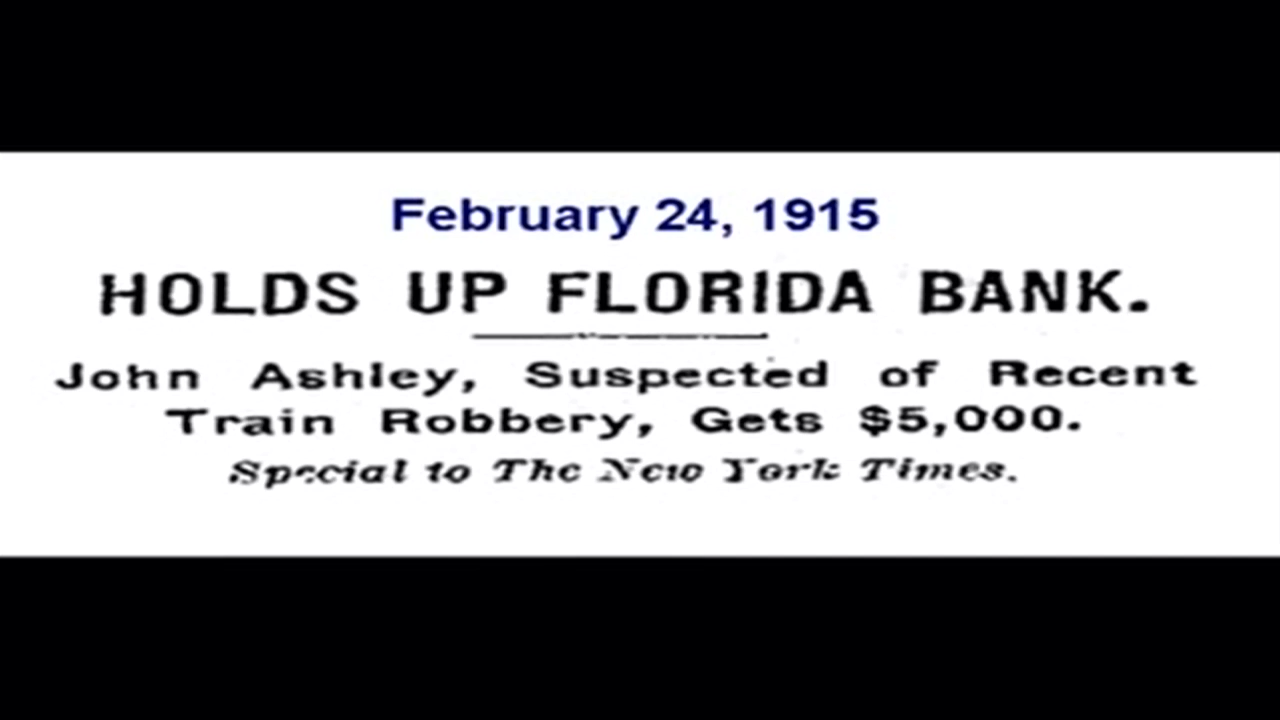 February 24, 1915
HOLDS UP FLORIDA BANK.
John Ashley, Suspected of Recent
Train Robbery, Gets $5,000.
Special to The New York Times.